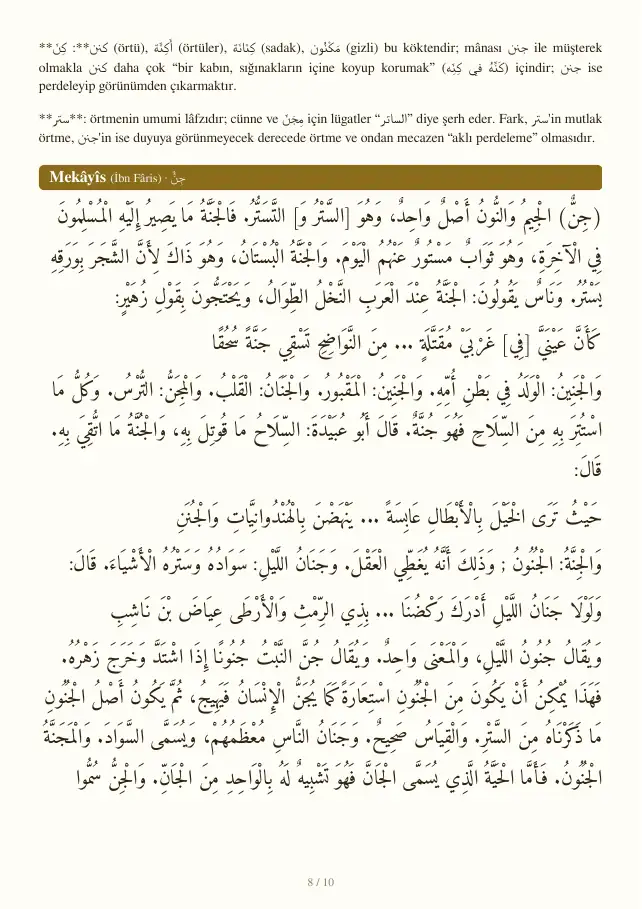 **كنن: كِنّ** (örtü), أَكِنَّة (örtüler), كِنَانَة (sadak), مَكْنُون (gizli) bu köktendir; mânası جنن ile müşterek
olmakla كنن daha çok “bir kabın, sığınakların içine koyup korumak” (كَنَّهُ في كِنِّه) içindir; جنن ise
perdeleyip görünümden çıkarmaktır.
**ستر**: örtmenin umumi lâfzıdır; cünne ve مِجَنّ için lügatler “الساتر” diye şerh eder. Fark, ستر'in mutlak
örtme, جنن'in ise duyuya görünmeyecek derecede örtme ve ondan mecazen “aklı perdeleme” olmasıdır.
Mekâyîs (İbn Fâris) · جنَّ
(جِنٌّ) الْجِيمُ وَالنُّونُ أَصْلٌ وَاحِدٌ، وَهُوَ [السَّتْرُ وَ] التَّسَتُّرُ. فَالْجَنَّةُ مَا يَصِيرُ إِلَيْهِ الْمُسْلِمُونَ
فِي الْآخِرَةِ، وَهُوَ ثَوَابٌ مَسْتُورٌ عَنْهُمُ الْيَوْمَ. وَالْجَنَّةُ الْبُسْتَانُ، وَهُوَ ذَاكَ لِأَنَّ الشَّجَرَ بِوَرَقِهِ
يَسْتُرُ. وَنَاسٌ يَقُولُونَ: الْجَنَّةُ عِنْدَ الْعَرَبِ النَّخْلُ الطِّوَالُ، وَيَحْتَجُّونَ بِقَوْلِ زُهَيْرٍ:
كَأَنَّ عَيْنَيَّ [فِي] غَرْبَيْ مُقَتَّلَةٍ ... مِنَ النَّوَاضِحِ تَسْقِي جَنَّةً سُحُقًا
وَالْجَنِينُ: الْوَلَدُ فِي بَطْنِ أُمِّهِ. وَالْجَنِينُ: الْمَقْبُورُ. وَالْجَنَانُ: الْقَلْبُ. وَالْمِجَنُّ: التُّرْسُ. وَكُلُّ مَا
اسْتُتِرَ بِهِ مِنَ السِّلَاحِ فَهُوَ جُنَّةٌ. قَالَ أَبُو عُبَيْدَةَ: السِّلَاحُ مَا قُوتِلَ بِهِ، وَالْجُنَّةُ مَا اتُّقِيَ بِهِ.
قَالَ:
حَيْثُ تَرَى الْخَيْلَ بِالْأَبْطَالِ عَابِسَةً ... يَنْهَضْنَ بِالْهُنْدُوانِيَّاتِ وَالْجُنَنِ
وَالْجِنَّةُ: الْجُنُونُ ; وَذَلِكَ أَنَّهُ يُغَطِّي الْعَقْلَ. وَجَنَانُ اللَّيْلِ: سَوَادُهُ وَسَتْرُهُ الْأَشْيَاءَ. قَالَ:
وَلَوْلَا جَنَانُ اللَّيْلِ أَدْرَكَ رَكْضُنَا ... بِذِي الرِّمْثِ وَالْأَرْطَى عِيَاضَ بْنَ نَاشِبِ
وَيُقَالُ جُنُونُ اللَّيْلِ، وَالْمَعْنَى وَاحِدٌ. وَيُقَالُ جُنَّ النَّبْتُ جُنُونًا إِذَا اشْتَدَّ وَخَرَجَ زَهْرُهُ.
فَهَذَا يُمْكِنُ أَنْ يَكُونَ مِنَ الْجُنُونِ اسْتِعَارَةً كَمَا يُجَنُّ الْإِنْسَانُ فَيَهِيجُ، ثُمَّ يَكُونُ أَصْلُ الْجُنُونِ
مَا ذَكَرْنَاهُ مِنَ السَّتْرِ. وَالْقِيَاسُ صَحِيحٌ. وَجَنَانُ النَّاسِ مُعْظَمُهُمْ، وَيُسَمَّى السَّوَادَ. وَالْمَجَنَّةُ
الْجُنُونُ. فَأَمَّا الْحَيَّةُ الَّذِي يُسَمَّى الْجَانَّ فَهُوَ تَشْبِيهٌ لَهُ بِالْوَاحِدِ مِنَ الْجَانِّ. وَالْجِنُّ سُمُّوا
8 / 10